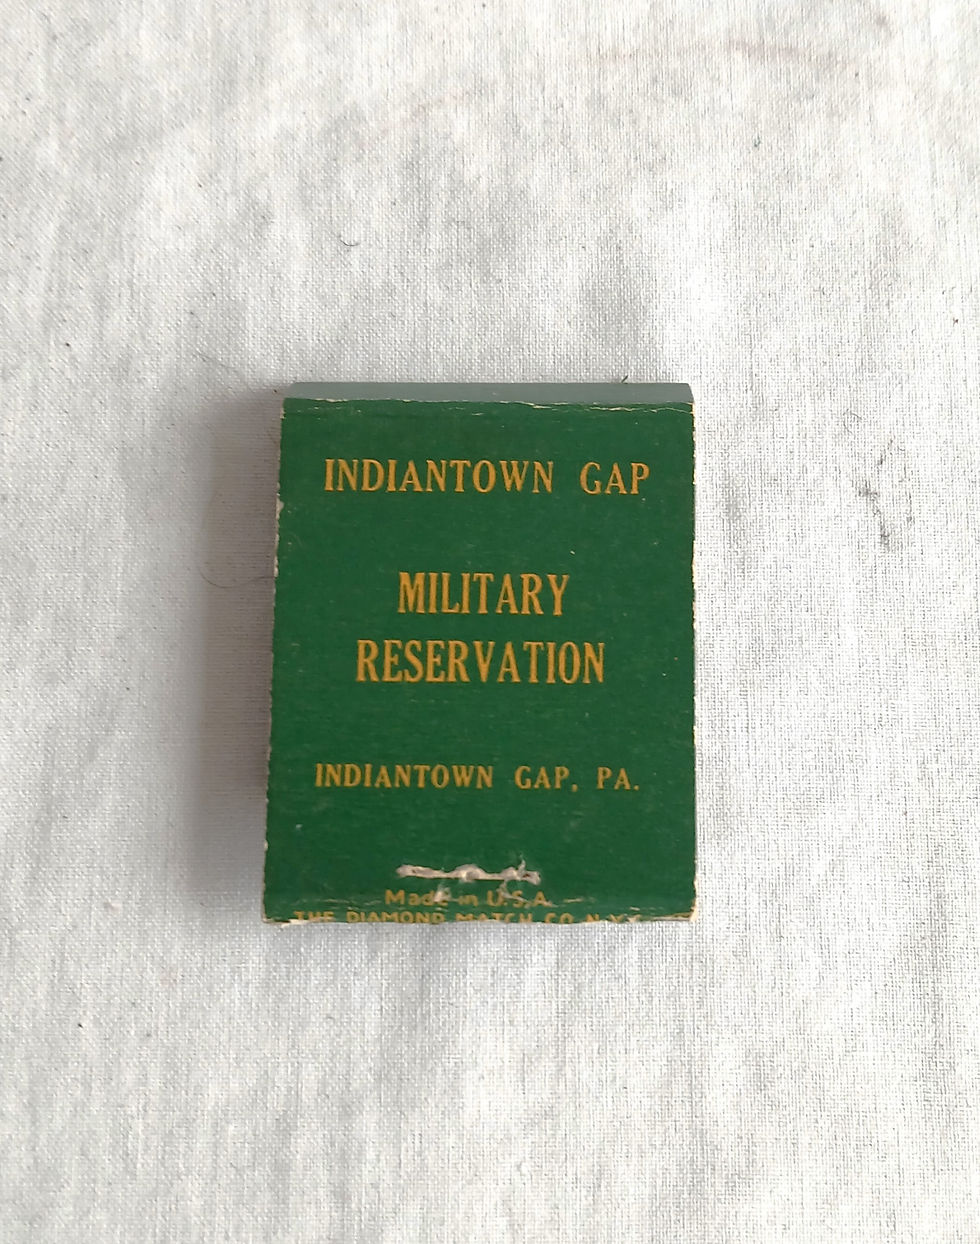 INDIANTOWN GAP
MILITARY
RESERVATION
INDIANTOWN GAP, PA.
Made in U.S.A.
THE DIAMOND MATCH CO. N.Y.